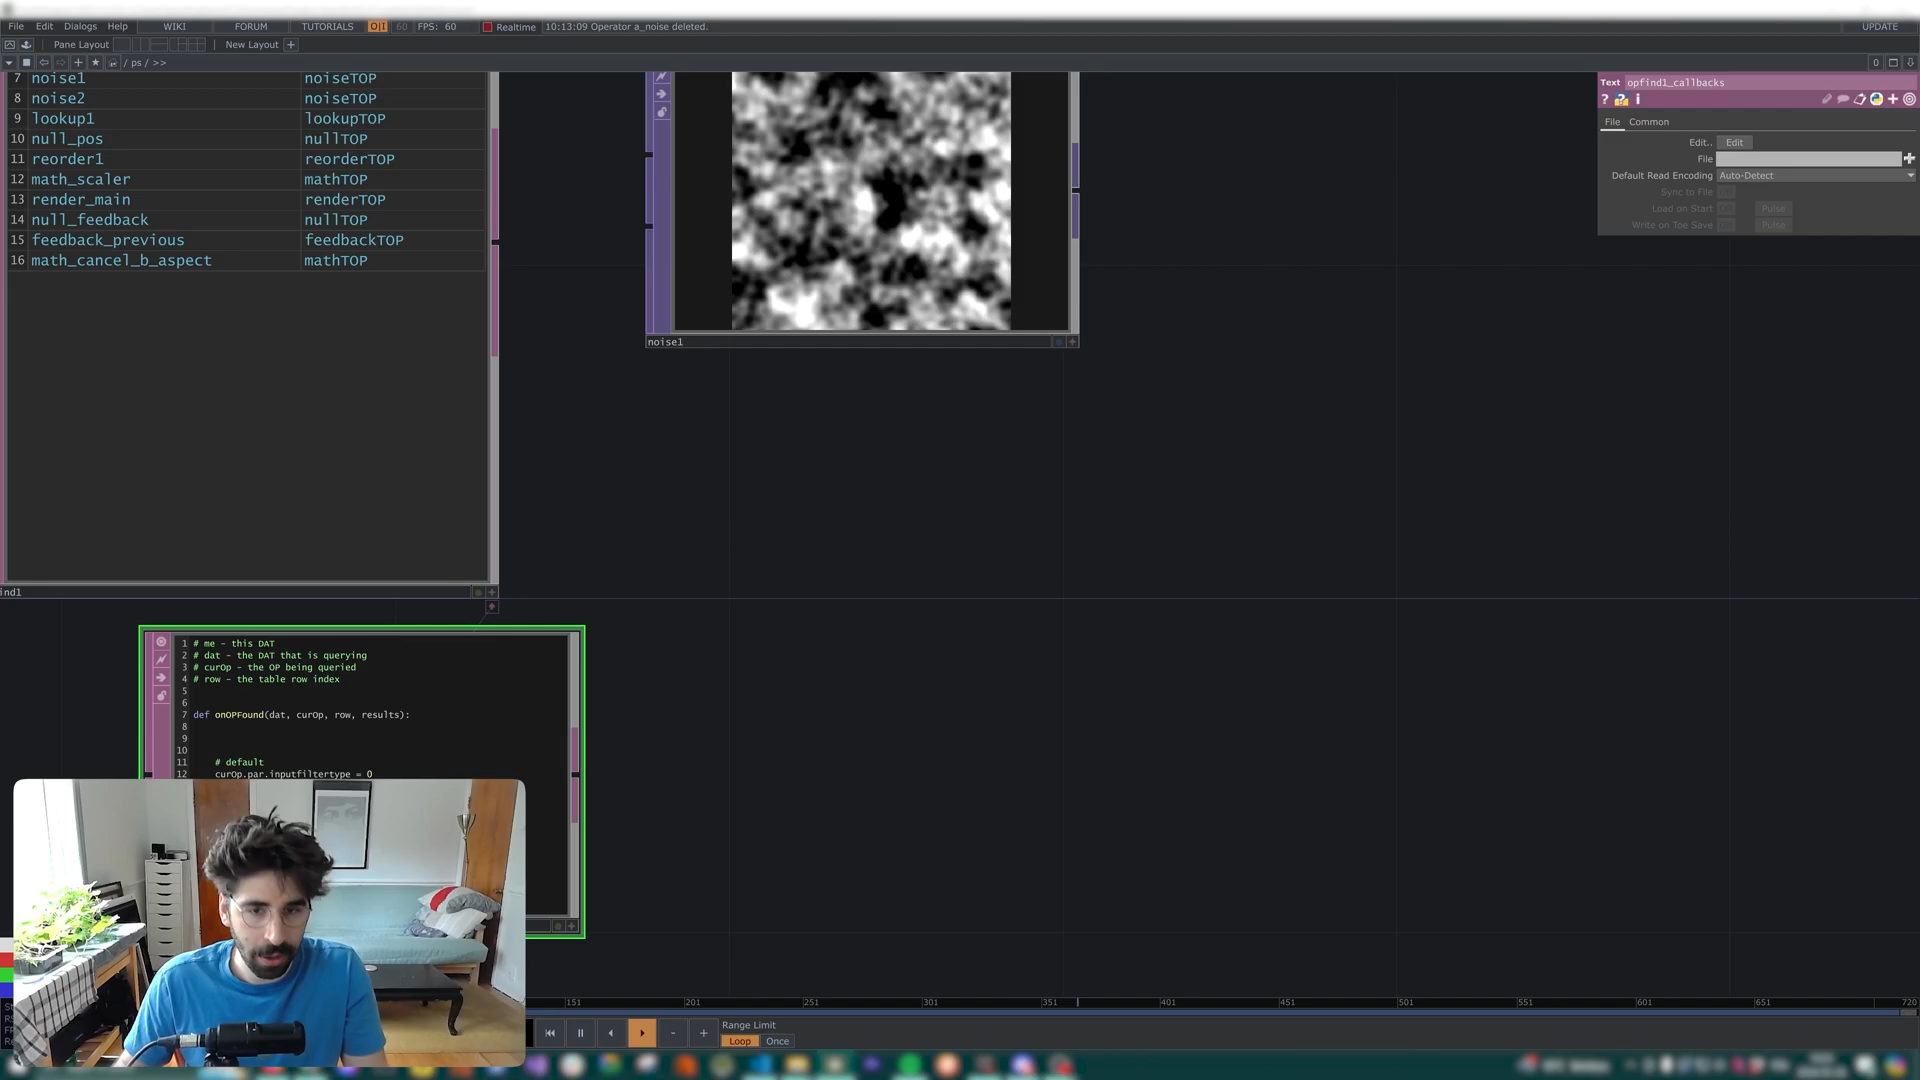 File Edit Dialogs Help WIKI FORUM TUTORIALS O|I 60 FPS: 60 Realtime 10:13:09 Operator a_noise deleted. UPDATE
Pane Layout New Layout +
/ ps / >> 0
7 noise1 noiseTOP
8 noise2 noiseTOP
9 lookup1 lookupTOP
10 null_pos nullTOP
11 reorder1 reorderTOP
12 math_scaler mathTOP
13 render_main renderTOP
14 null_feedback nullTOP
15 feedback_previous feedbackTOP
16 math_cancel_b_aspect mathTOP
ind1
noise1
Text opfind1_callbacks
? i
File Common
Edit.. Edit
File
Default Read Encoding Auto-Detect
Sync to File
Load on Start Pulse
Write on Toe Save Pulse
1 # me - this DAT
2 # dat - the DAT that is querying
3 # curOp - the OP being queried
4 # row - the table row index
5
6
7 def onOPFound(dat, curOp, row, results):
8
9
10
11 # default
12 curOp.par.inputfiltertype = 0
151 201 251 301 351 401 451 501 551 601 651 720
Range Limit
Loop Once